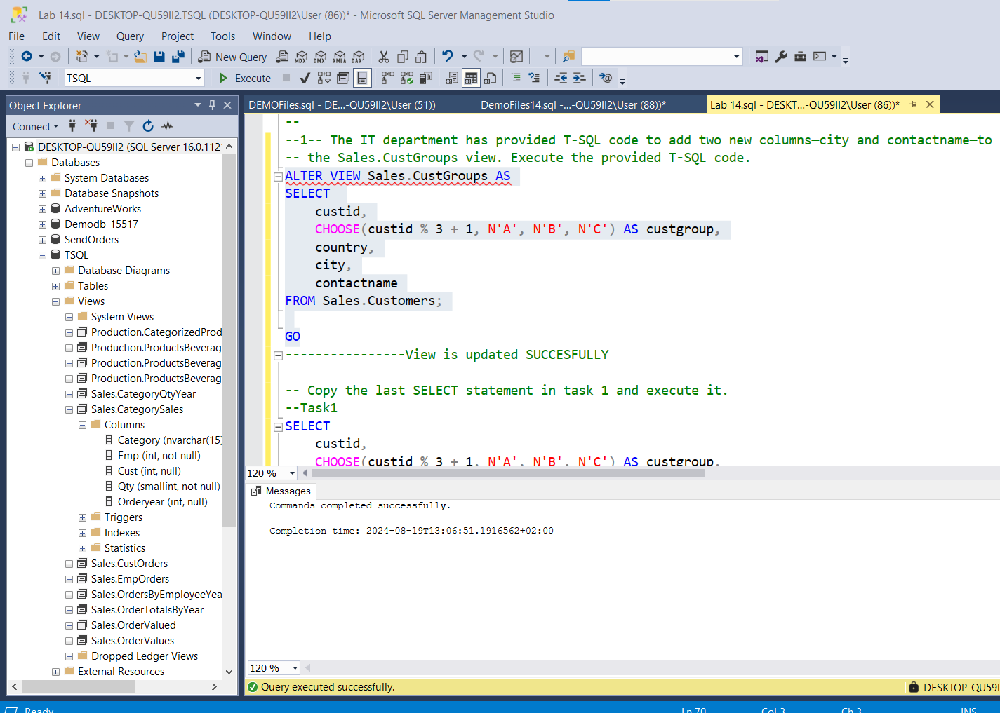 Lab 14.sql - DESKTOP-QU59II2.TSQL (DESKTOP-QU59II2\User (86))* - Microsoft SQL Server Management Studio
File Edit View Query Project Tools Window Help
New Query MDX DMX XMLA DAX
TSQL Execute
Object Explorer
Connect
DESKTOP-QU59II2 (SQL Server 16.0.112
Databases
System Databases
Database Snapshots
AdventureWorks
Demodb_15517
SendOrders
TSQL
Database Diagrams
Tables
Views
System Views
Production.CategorizedProd
Production.ProductsBeverag
Production.ProductsBeverag
Production.ProductsBeverag
Sales.CategoryQtyYear
Sales.CategorySales
Columns
Category (nvarchar(15)
Emp (int, not null)
Cust (int, null)
Qty (smallint, not null)
Orderyear (int, null)
Triggers
Indexes
Statistics
Sales.CustOrders
Sales.EmpOrders
Sales.OrdersByEmployeeYea
Sales.OrderTotalsByYear
Sales.OrderValued
Sales.OrderValues
Dropped Ledger Views
External Resources
DEMOFiles.sql - DE...-QU59II2\User (51)) DemoFiles14.sql -...-QU59II2\User (88))* Lab 14.sql - DESKT...-QU59II2\User (86))*
--
--1-- The IT department has provided T-SQL code to add two new columns—city and contactname—to
-- the Sales.CustGroups view. Execute the provided T-SQL code.
ALTER VIEW Sales.CustGroups AS
SELECT
custid,
CHOOSE(custid % 3 + 1, N'A', N'B', N'C') AS custgroup,
country,
city,
contactname
FROM Sales.Customers;
GO
----------------View is updated SUCCESFULLY
-- Copy the last SELECT statement in task 1 and execute it.
--Task1
SELECT
custid,
CHOOSE(custid % 3 + 1, N'A', N'B', N'C') AS custgroup,
120 %
Messages
Commands completed successfully.
Completion time: 2024-08-19T13:06:51.1916562+02:00
120 %
Query executed successfully. DESKTOP-QU59I
Ready Ln 70 Col 3 Ch 3 INS